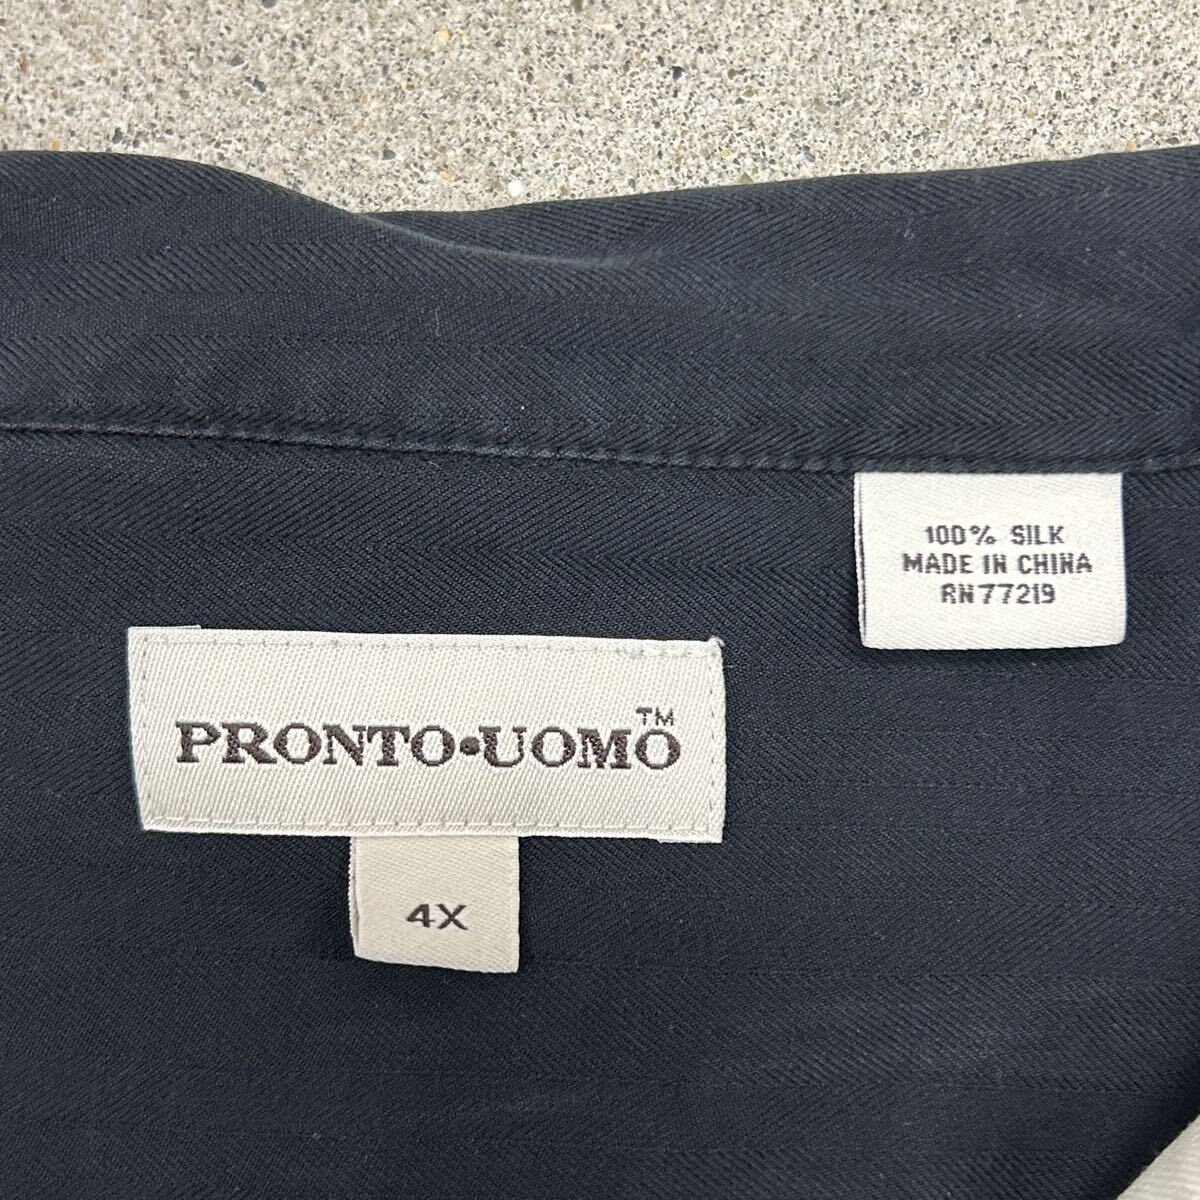 100% SILK
MADE IN CHINA
RN77219
PRONTO•UOMO™
4X